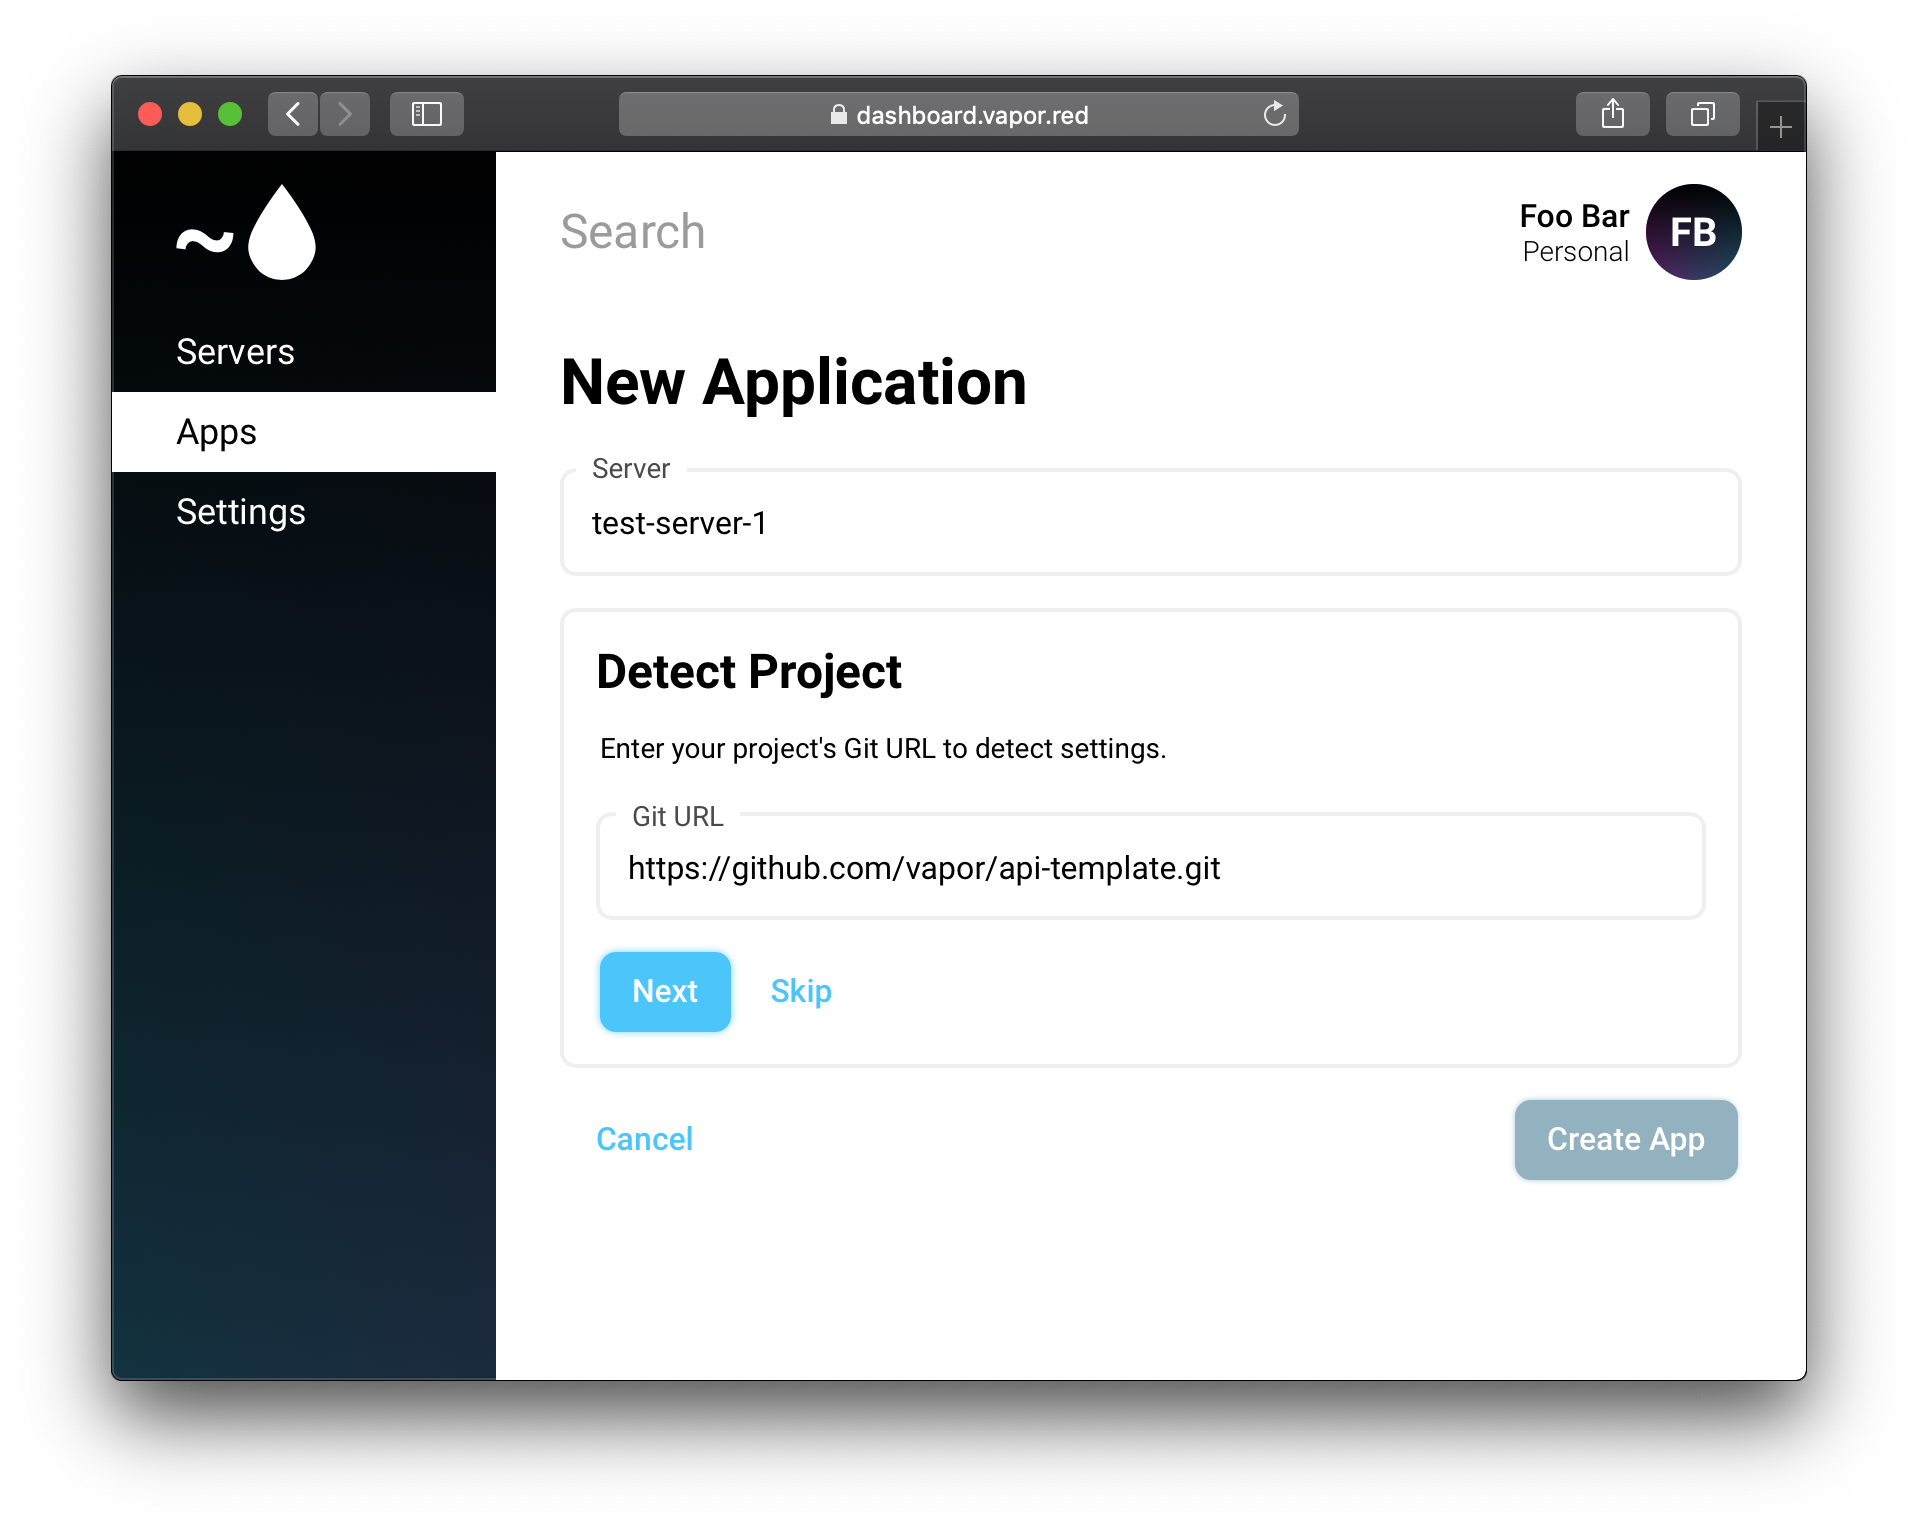 dashboard.vapor.red
~
Servers
Apps
Settings
Search
Foo Bar
Personal
FB
New Application
Server
test-server-1
Detect Project
Enter your project's Git URL to detect settings.
Git URL
https://github.com/vapor/api-template.git
Next
Skip
Cancel
Create App